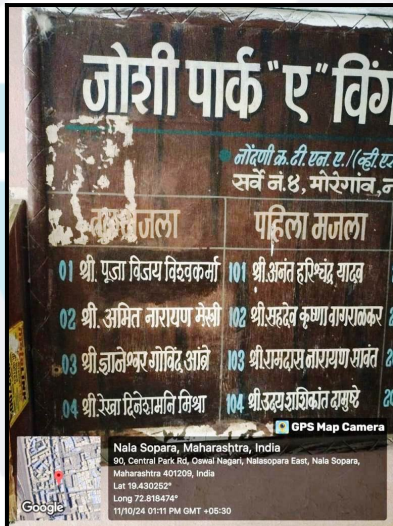 जोशी पार्क "ए" विंग
नोंदणी क्र. टी. एन. ए. /(व्ही.एस
सर्वे नं.४, मोरेगांव,
पहिला मजला
01 श्री. पूजा विजय विश्वकर्मा 101 श्री.अनंत हरिश्चंद्र यादव
02 श्री. अमित नारायण मेस्त्री 102 श्री.सहदेव कृष्णा वागराळकर
03 श्री.ज्ञानेश्वर गोविंद आंब्रे 103 श्री.रामदास नारायण सावंत
04 श्री.रेखा दिनेशमनि मिश्रा 104 श्री.उदय शशिकांत दामुष्टे
GPS Map Camera
Nala Sopara, Maharashtra, India
90, Central Park Rd, Oswal Nagari, Nalasopara East, Nala Sopara,
Maharashtra 401209, India
Lat 19.430252°
Long 72.818474°
11/10/24 01:11 PM GMT +05:30
Google